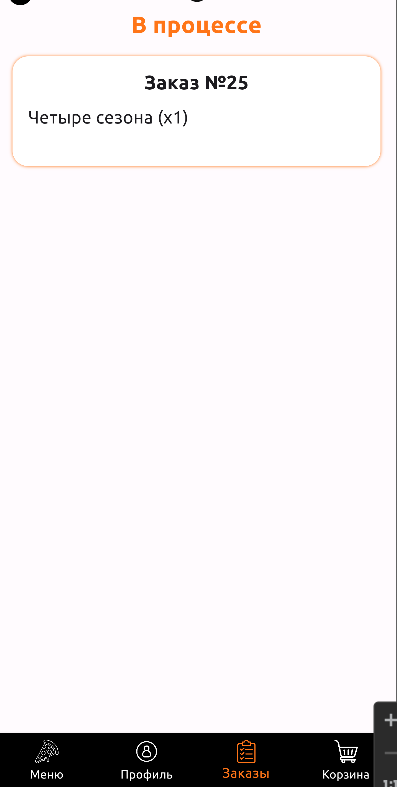 В процессе
Заказ №25
Четыре сезона (x1)
Меню
Профиль
Заказы
Корзина